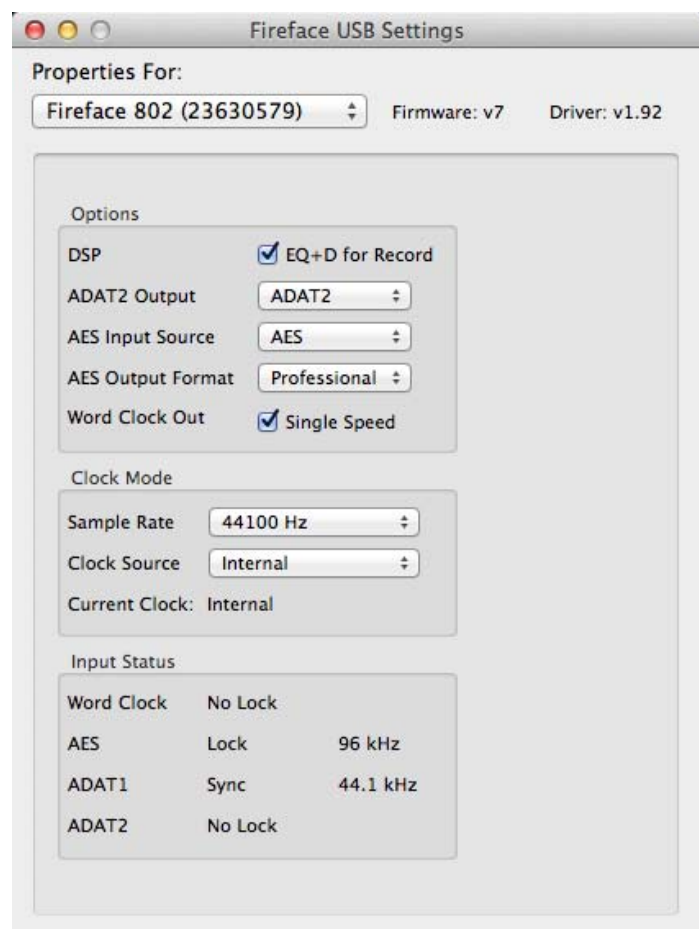 Fireface USB Settings
Properties For:
Fireface 802 (23630579) Firmware: v7 Driver: v1.92
Options
DSP EQ+D for Record
ADAT2 Output ADAT2
AES Input Source AES
AES Output Format Professional
Word Clock Out Single Speed
Clock Mode
Sample Rate 44100 Hz
Clock Source Internal
Current Clock: Internal
Input Status
Word Clock No Lock
AES Lock 96 kHz
ADAT1 Sync 44.1 kHz
ADAT2 No Lock